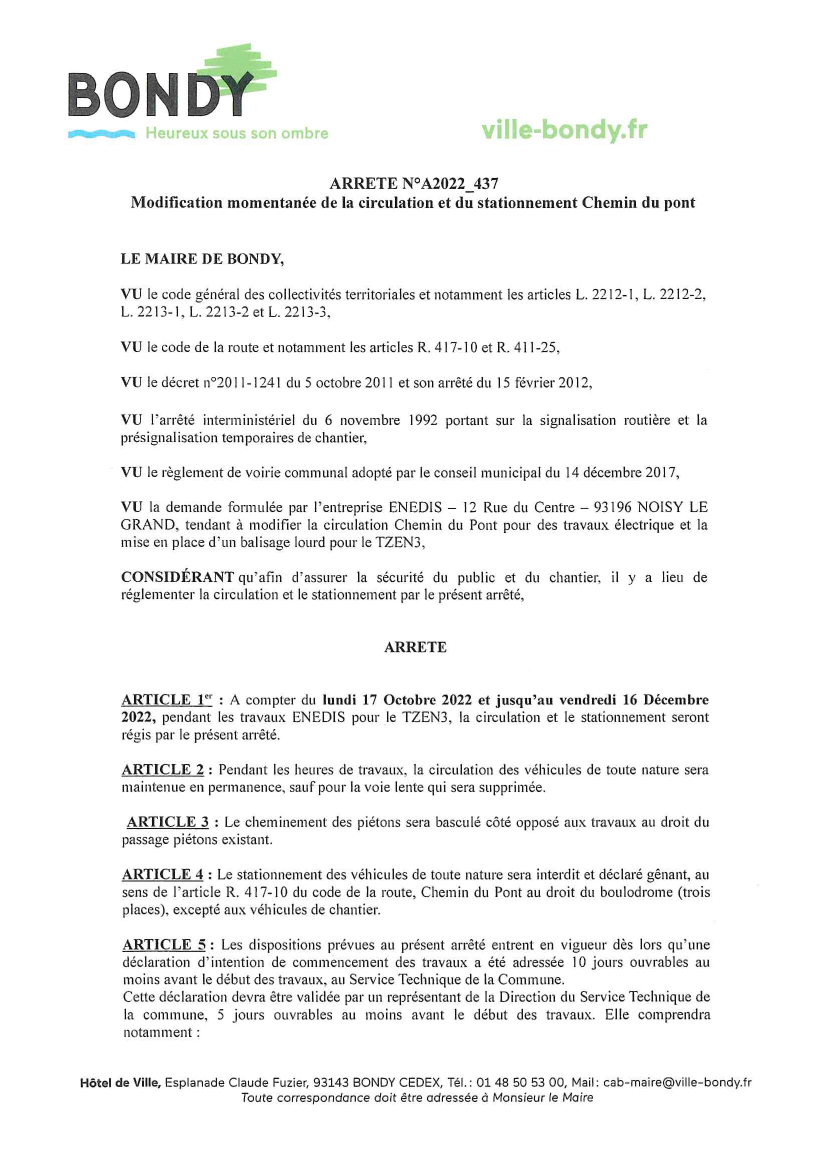 BONDY
Heureux sous son ombre
ville-bondy.fr
ARRETE N°A2022_437
Modification momentanée de la circulation et du stationnement Chemin du pont
LE MAIRE DE BONDY,
VU le code général des collectivités territoriales et notamment les articles L. 2212-1, L. 2212-2,
L. 2213-1, L. 2213-2 et L. 2213-3,
VU le code de la route et notamment les articles R. 417-10 et R. 411-25,
VU le décret n°2011-1241 du 5 octobre 2011 et son arrêté du 15 février 2012,
VU l'arrêté interministériel du 6 novembre 1992 portant sur la signalisation routière et la
présignalisation temporaires de chantier,
VU le règlement de voirie communal adopté par le conseil municipal du 14 décembre 2017,
VU la demande formulée par l'entreprise ENEDIS – 12 Rue du Centre – 93196 NOISY LE
GRAND, tendant à modifier la circulation Chemin du Pont pour des travaux électrique et la
mise en place d'un balisage lourd pour le TZEN3,
CONSIDÉRANT qu'afin d'assurer la sécurité du public et du chantier, il y a lieu de
réglementer la circulation et le stationnement par le présent arrêté,
ARRETE
ARTICLE 1er : A compter du lundi 17 Octobre 2022 et jusqu'au vendredi 16 Décembre
2022, pendant les travaux ENEDIS pour le TZEN3, la circulation et le stationnement seront
régis par le présent arrêté.
ARTICLE 2 : Pendant les heures de travaux, la circulation des véhicules de toute nature sera
maintenue en permanence, sauf pour la voie lente qui sera supprimée.
ARTICLE 3 : Le cheminement des piétons sera basculé côté opposé aux travaux au droit du
passage piétons existant.
ARTICLE 4 : Le stationnement des véhicules de toute nature sera interdit et déclaré gênant, au
sens de l'article R. 417-10 du code de la route, Chemin du Pont au droit du boulodrome (trois
places), excepté aux véhicules de chantier.
ARTICLE 5 : Les dispositions prévues au présent arrêté entrent en vigueur dès lors qu'une
déclaration d'intention de commencement des travaux a été adressée 10 jours ouvrables au
moins avant le début des travaux, au Service Technique de la Commune.
Cette déclaration devra être validée par un représentant de la Direction du Service Technique de
la commune, 5 jours ouvrables au moins avant le début des travaux. Elle comprendra
notamment :
Hôtel de Ville, Esplanade Claude Fuzier, 93143 BONDY CEDEX, Tél. : 01 48 50 53 00, Mail : cab-maire@ville-bondy.fr
Toute correspondance doit être adressée à Monsieur le Maire